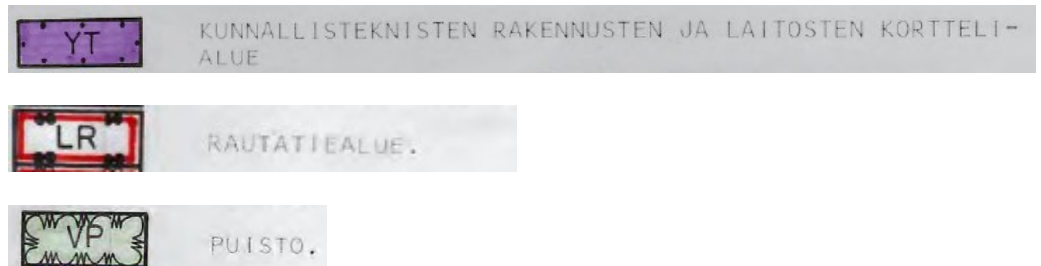 YT KUNNALLISTEKNISTEN RAKENNUSTEN JA LAITOSTEN KORTTELI-
ALUE
LR RAUTATIEALUE.
VP PUISTO.